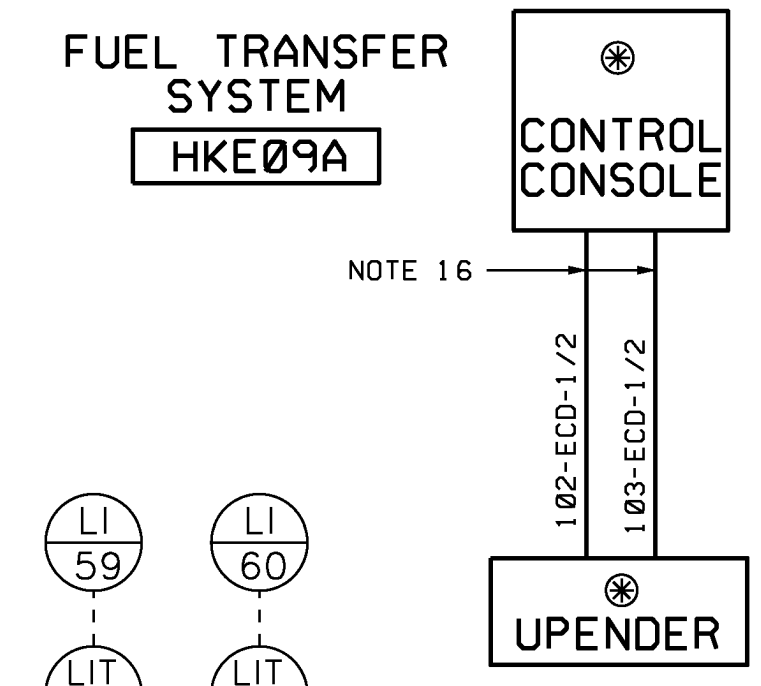 FUEL TRANSFER
SYSTEM
HKE09A
CONTROL
CONSOLE
NOTE 16
102-ECD-1/2
103-ECD-1/2
LI
59
LI
60
UPENDER
LIT
LIT